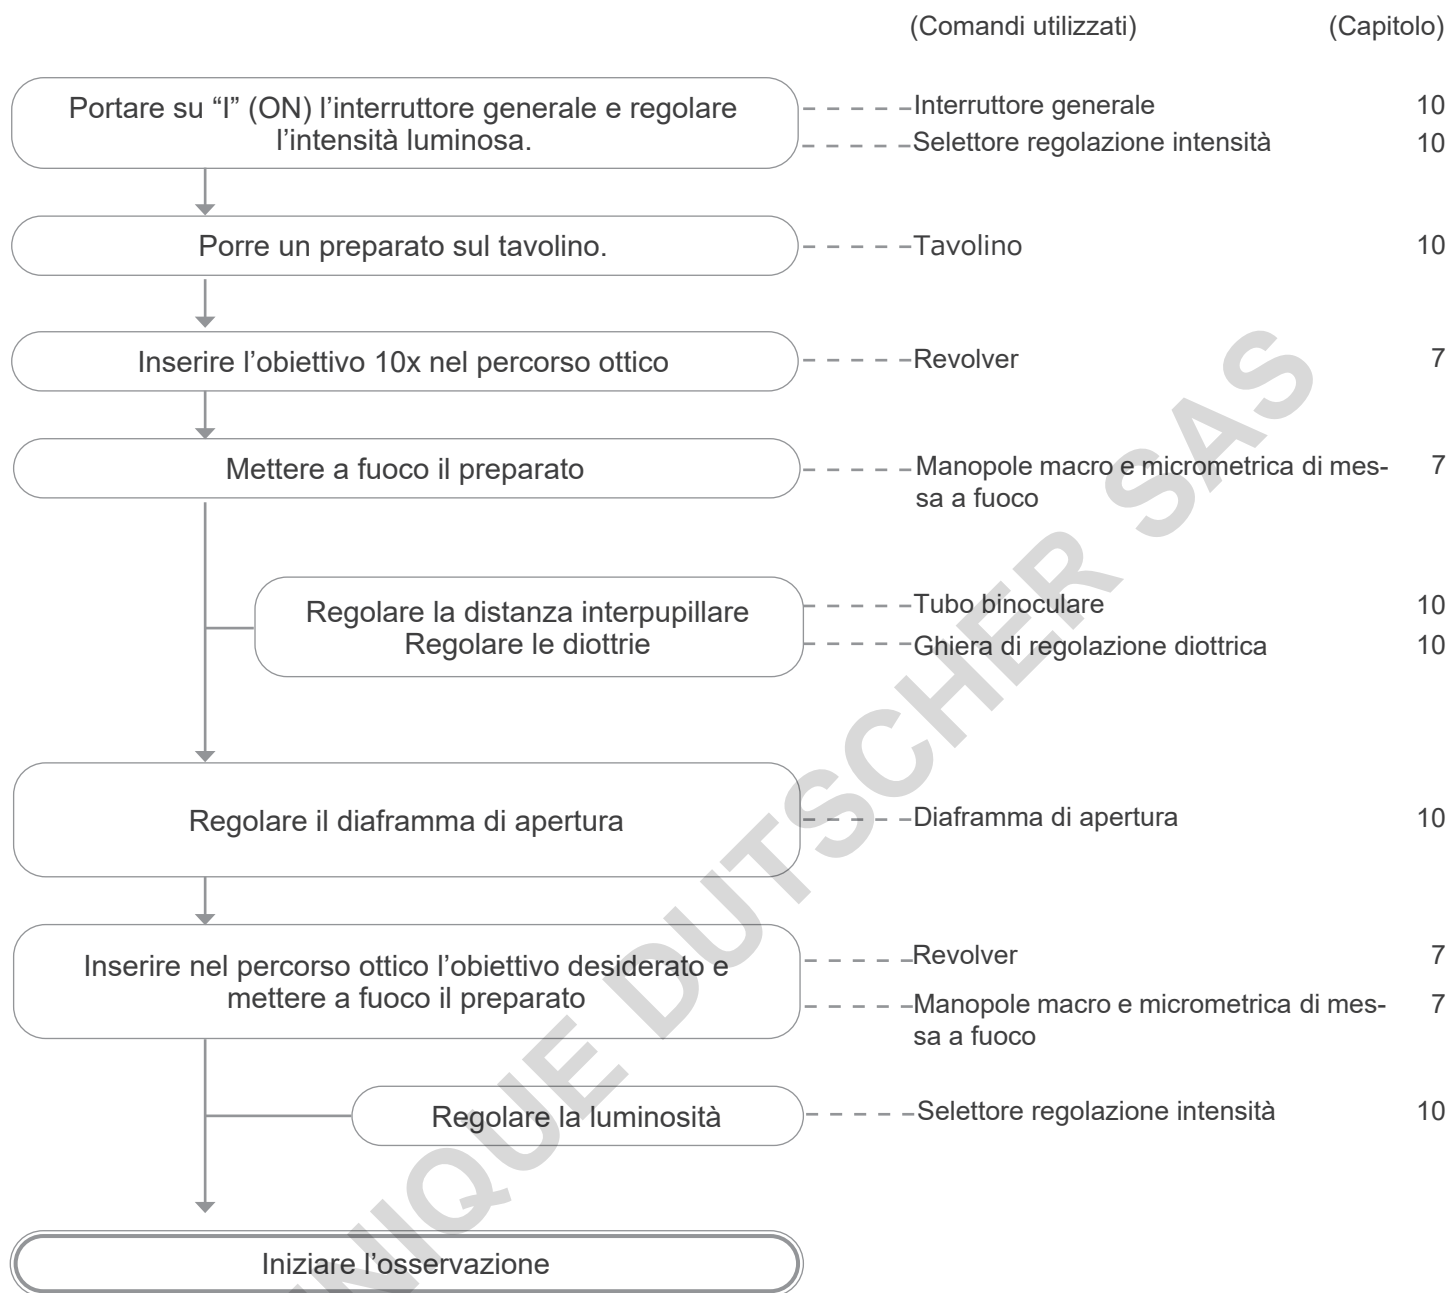 (Comandi utilizzati) (Capitolo)
Portare su “I” (ON) l’interruttore generale e regolare
l’intensità luminosa.
Interruttore generale 10
Selettore regolazione intensità 10
Porre un preparato sul tavolino.
Tavolino 10
Inserire l’obiettivo 10x nel percorso ottico
Revolver 7
Mettere a fuoco il preparato
Manopole macro e micrometrica di mes- 7
sa a fuoco
Regolare la distanza interpupillare
Regolare le diottrie
Tubo binoculare 10
Ghiera di regolazione diottrica 10
Regolare il diaframma di apertura
Diaframma di apertura 10
Inserire nel percorso ottico l’obiettivo desiderato e
mettere a fuoco il preparato
Revolver 7
Manopole macro e micrometrica di mes- 7
sa a fuoco
Regolare la luminosità
Selettore regolazione intensità 10
Iniziare l’osservazione
NIQUE DUTSCHER SAS